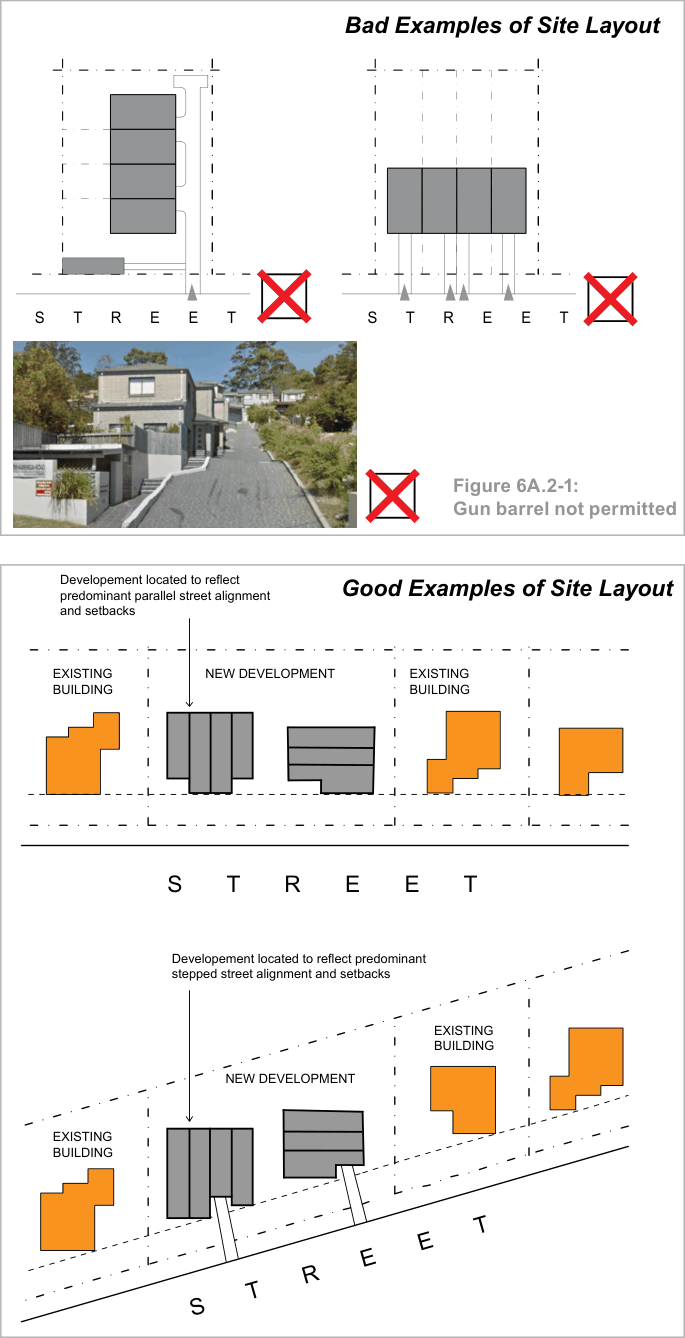 Bad Examples of Site Layout
S T R E E T
S T R E E T
Figure 6A.2-1:
Gun barrel not permitted
Good Examples of Site Layout
Developement located to reflect
predominant parallel street alignment
and setbacks
EXISTING
BUILDING
NEW DEVELOPMENT
EXISTING
BUILDING
S T R E E T
Developement located to reflect predominant
stepped street alignment and setbacks
EXISTING
BUILDING
NEW DEVELOPMENT
EXISTING
BUILDING
S T R E E T